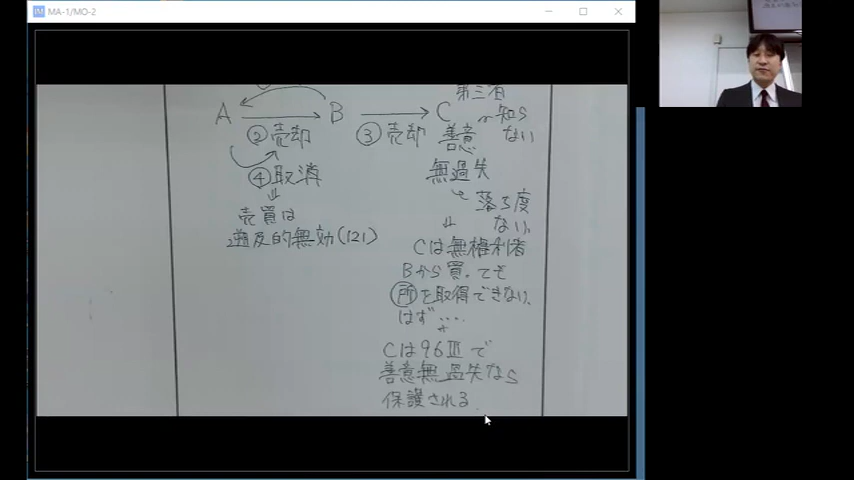 MA-1/MO-2
A → B → C
第三者
②売却
③売却
善意
知らない
④取消
無過失
⇓
落ち度
ない
売買は
遡及的無効(121)
↓
Cは無権利者
Bから買っても
所を取得できない
はず…
Cは96Ⅲで
善意無過失なら
保護される